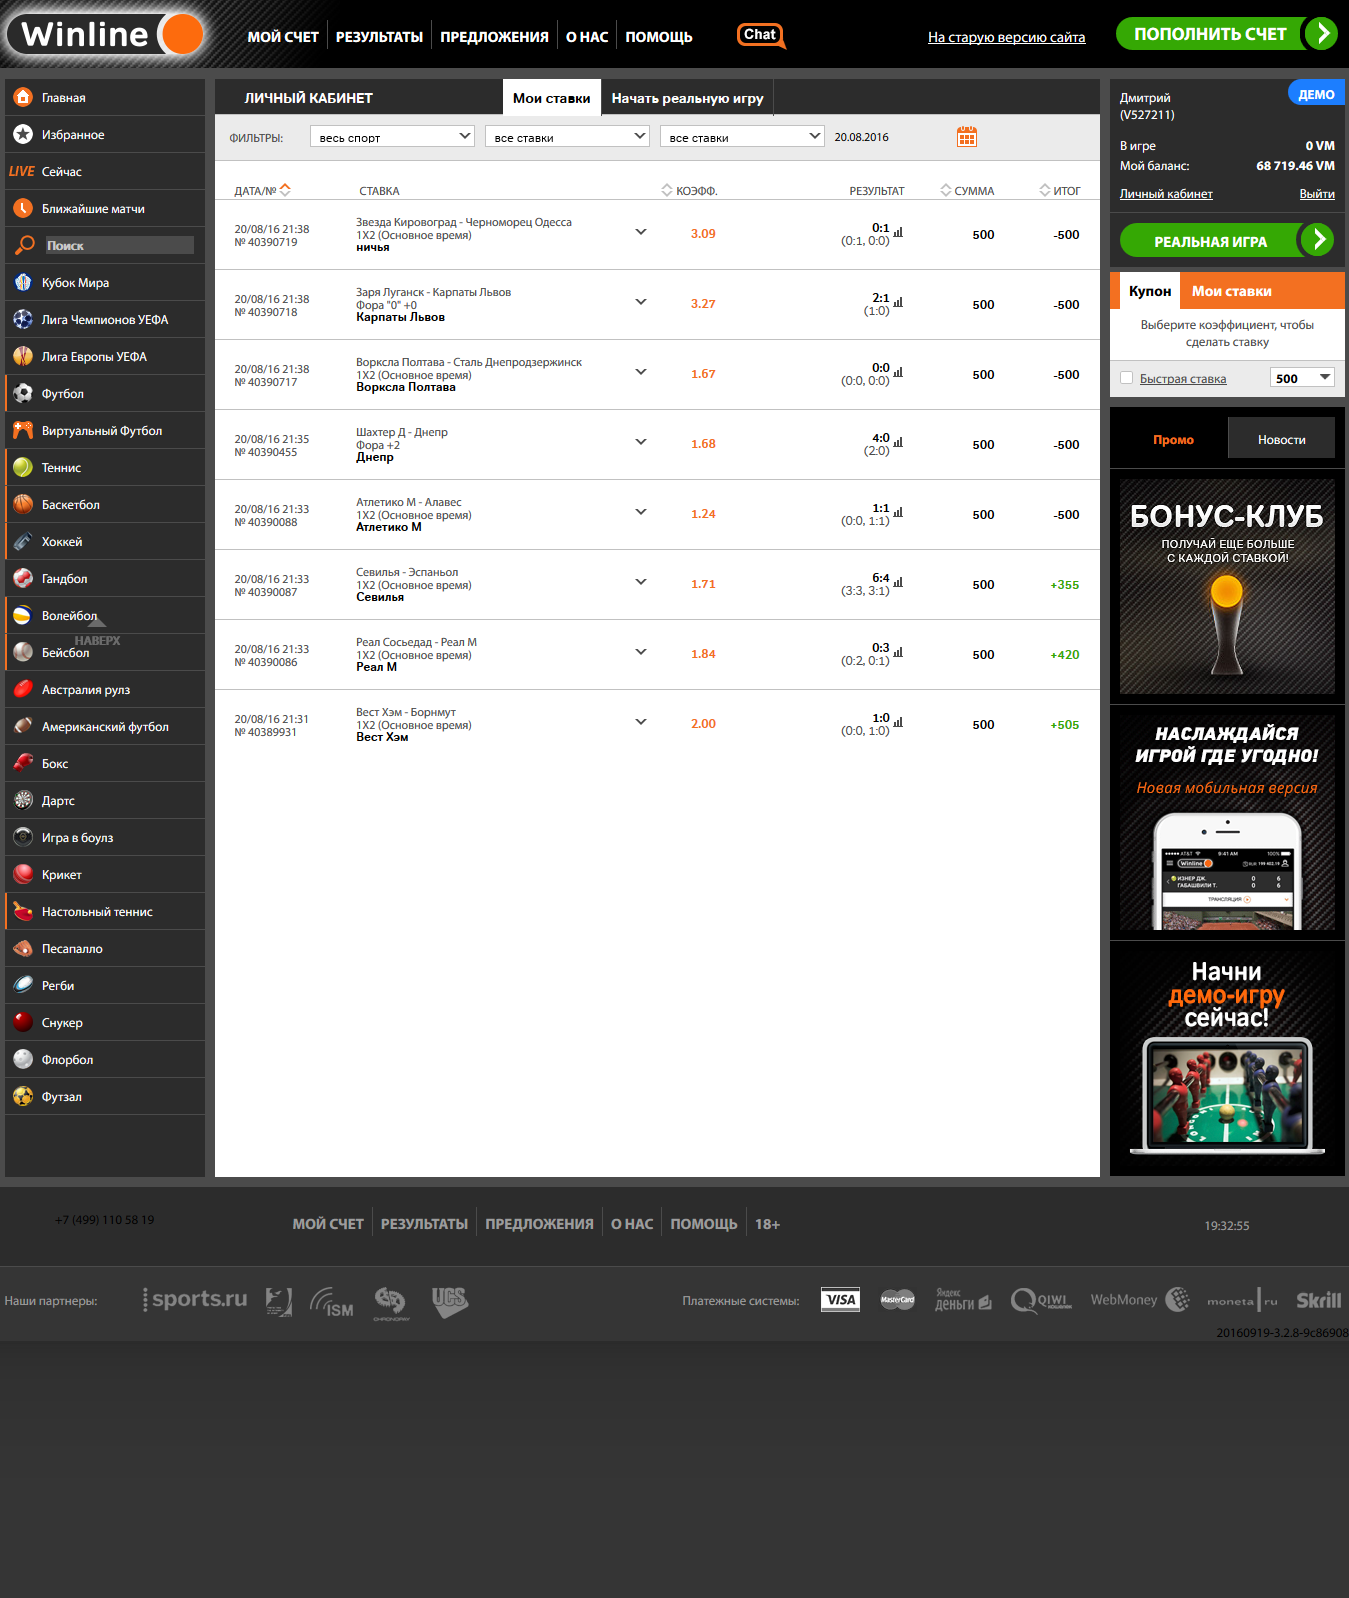 Winline
МОЙ СЧЕТ РЕЗУЛЬТАТЫ ПРЕДЛОЖЕНИЯ О НАС ПОМОЩЬ
Chat
На старую версию сайта
ПОПОЛНИТЬ СЧЕТ
Главная
Избранное
LIVE Сейчас
Ближайшие матчи
Поиск
Кубок Мира
Лига Чемпионов УЕФА
Лига Европы УЕФА
Футбол
Виртуальный Футбол
Теннис
Баскетбол
Хоккей
Гандбол
Волейбол
НАВЕРХ
Бейсбол
Австралия рулз
Американский футбол
Бокс
Дартс
Игра в боулз
Крикет
Настольный теннис
Песапалло
Регби
Снукер
Флорбол
Футзал
ЛИЧНЫЙ КАБИНЕТ Мои ставки Начать реальную игру
ФИЛЬТРЫ: весь спорт все ставки все ставки 20.08.2016
ДАТА/№ СТАВКА КОЭФФ. РЕЗУЛЬТАТ СУММА ИТОГ
20/08/16 21:38
№ 40390719
Звезда Кировоград - Черноморец Одесса
1X2 (Основное время)
ничья
3.09
0:1
(0:1, 0:0)
500
-500
20/08/16 21:38
№ 40390718
Заря Луганск - Карпаты Львов
Фора "0" +0
Карпаты Львов
3.27
2:1
(1:0)
500
-500
20/08/16 21:38
№ 40390717
Ворксла Полтава - Сталь Днепродзержинск
1X2 (Основное время)
Ворксла Полтава
1.67
0:0
(0:0, 0:0)
500
-500
20/08/16 21:35
№ 40390455
Шахтер Д - Днепр
Фора +2
Днепр
1.68
4:0
(2:0)
500
-500
20/08/16 21:33
№ 40390088
Атлетико М - Алавес
1X2 (Основное время)
Атлетико М
1.24
1:1
(0:0, 1:1)
500
-500
20/08/16 21:33
№ 40390087
Севилья - Эспаньол
1X2 (Основное время)
Севилья
1.71
6:4
(3:3, 3:1)
500
+355
20/08/16 21:33
№ 40390086
Реал Сосьедад - Реал М
1X2 (Основное время)
Реал М
1.84
0:3
(0:2, 0:1)
500
+420
20/08/16 21:31
№ 40389931
Вест Хэм - Борнмут
1X2 (Основное время)
Вест Хэм
2.00
1:0
(0:0, 1:0)
500
+505
Дмитрий
(V527211)
ДЕМО
В игре 0 VM
Мой баланс: 68 719.46 VM
Личный кабинет Выйти
РЕАЛЬНАЯ ИГРА
Купон Мои ставки
Выберите коэффициент, чтобы
сделать ставку
Быстрая ставка 500
Промо Новости
БОНУС-КЛУБ
ПОЛУЧАЙ ЕЩЕ БОЛЬШЕ
С КАЖДОЙ СТАВКОЙ!
НАСЛАЖДАЙСЯ
ИГРОЙ ГДЕ УГОДНО!
Новая мобильная версия
AT&T 9:41 AM 100%
Winline
ИЗНЕР ДЖ. 0 6
ГАБАШВИЛИ Т. 0 6
ТРАНСЛЯЦИЯ
Начни
демо-игру
сейчас!
+7 (499) 110 58 19
МОЙ СЧЕТ РЕЗУЛЬТАТЫ ПРЕДЛОЖЕНИЯ О НАС ПОМОЩЬ 18+
19:32:55
Наши партнеры: sports.ru ISM CHRONOPAY UCS
Платежные системы: VISA MasterCard Яндекс деньги QIWI WebMoney moneta ru Skrill
20160919-3.2.8-9c86908